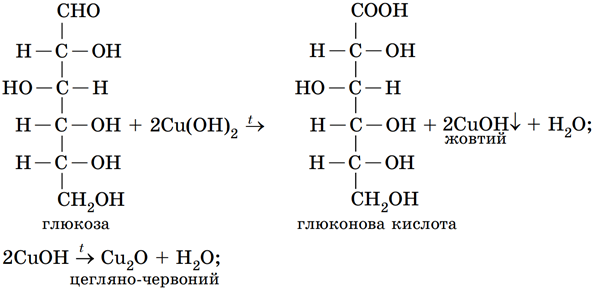 CHO COOH
H—C—OH H—C—OH
HO—C—H HO—C—H
H—C—OH + 2Cu(OH)₂ →t H—C—OH + 2CuOH↓ + H₂O;
жовтий
H—C—OH H—C—OH
CH₂OH CH₂OH
глюкоза глюконова кислота
2CuOH →t Cu₂O + H₂O;
цегляно-червоний